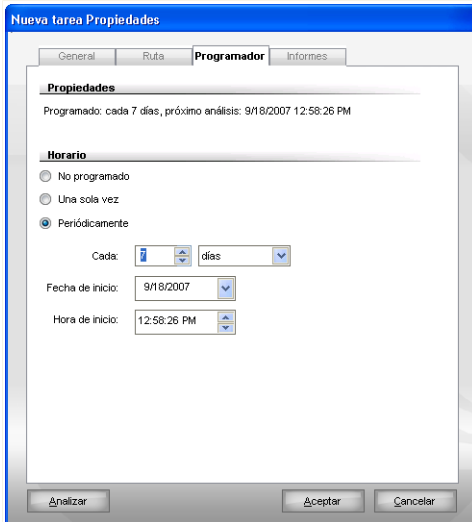 Nueva tarea Propiedades
General Ruta Programador Informes
Propiedades
Programado: cada 7 días, próximo análisis: 9/18/2007 12:58:26 PM
Horario
No programado
Una sola vez
Periódicamente
Cada: 7 días
Fecha de inicio: 9/18/2007
Hora de inicio: 12:58:26 PM
Analizar Aceptar Cancelar